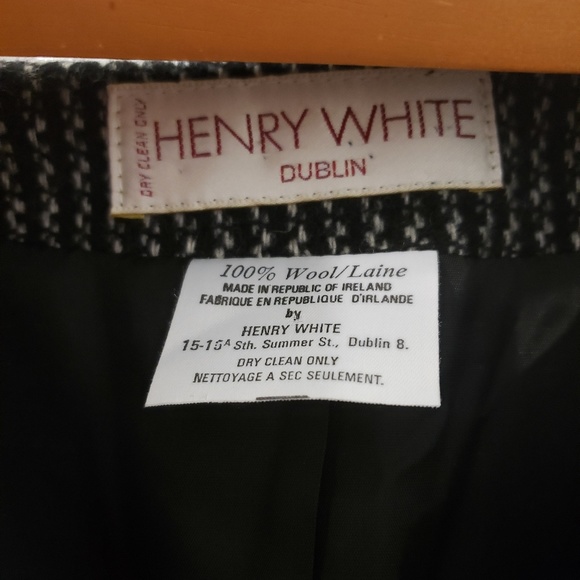 DRY CLEAN ONLY
HENRY WHITE
DUBLIN
100% Wool/Laine
MADE IN REPUBLIC OF IRELAND
FABRIQUE EN REPUBLIQUE D'IRLANDE
by
HENRY WHITE
Sth. Summer St., Dublin 8.
DRY CLEAN ONLY
NETTOYAGE A SEC SEULEMENT.